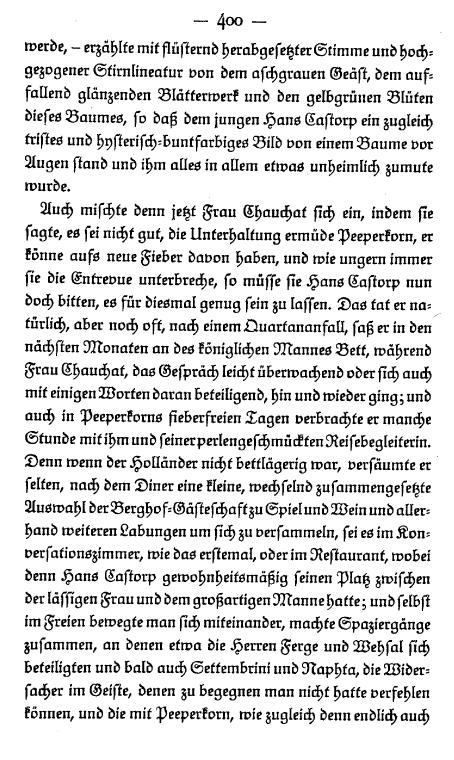 — 400 —
werde, – erzählte mit flüsternd herabgesetzter Stimme und hoch-
gezogener Stirnlineatur von dem aschgrauen Geäst, dem auf-
fallend glänzenden Blätterwerk und den gelbgrünen Blüten
dieses Baumes, so daß dem jungen Hans Castorp ein zugleich
tristes und hysterisch-buntfarbiges Bild von einem Baume vor
Augen stand und ihm alles in allem etwas unheimlich zumute
wurde.
Auch mischte denn jetzt Frau Chauchat sich ein, indem sie
sagte, es sei nicht gut, die Unterhaltung ermüde Peeperkorn, er
könne aufs neue Fieber davon haben, und wie ungern immer
sie die Entrevue unterbreche, so müsse sie Hans Castorp nun
doch bitten, es für diesmal genug sein zu lassen. Das tat er na-
türlich, aber noch oft, nach einem Quartananfall, saß er in den
nächsten Monaten an des königlichen Mannes Bett, während
Frau Chauchat, das Gespräch leicht überwachend oder sich auch
mit einigen Worten daran beteiligend, hin und wieder ging; und
auch in Peeperkorns fieberfreien Tagen verbrachte er manche
Stunde mit ihm und seiner perlengeschmückten Reisebegleiterin.
Denn wenn der Holländer nicht bettlägerig war, versäumte er
selten, nach dem Diner eine kleine, wechselnd zusammengesetzte
Auswahl der Berghof-Gästeschaft zu Spiel und Wein und aller-
hand weiteren Labungen um sich zu versammeln, sei es im Kon-
versationszimmer, wie das erstemal, oder im Restaurant, wobei
denn Hans Castorp gewohnheitsmäßig seinen Platz zwischen
der lässigen Frau und dem großartigen Manne hatte; und selbst
im Freien bewegte man sich miteinander, machte Spaziergänge
zusammen, an denen etwa die Herren Ferge und Wehsal sich
beteiligten und bald auch Settembrini und Naphta, die Wider-
sacher im Geiste, denen zu begegnen man nicht hatte verfehlen
können, und die mit Peeperkorn, wie zugleich denn endlich auch